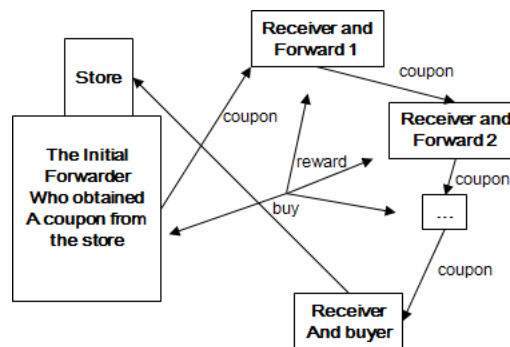 Receiver and
Forward 1
Store
coupon
coupon
Receiver and
Forward 2
The Initial
Forwarder
Who obtained
A coupon from
the store
reward
coupon
buy
...
coupon
Receiver
And buyer